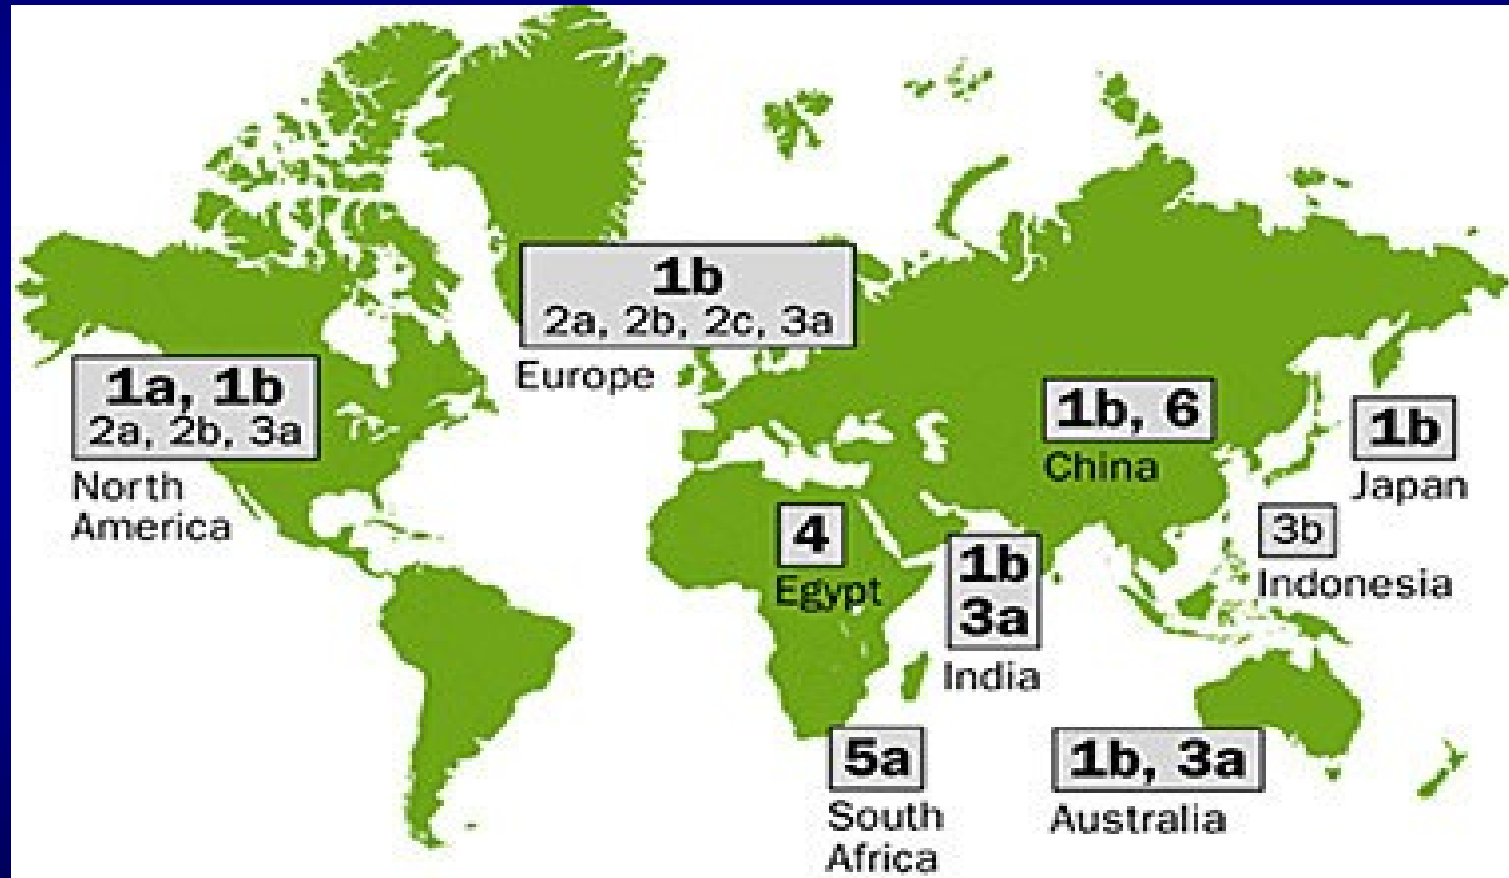 1b
2a, 2b, 2c, 3a
Europe
1a, 1b
2a, 2b, 3a
North
America
1b, 6
China
1b
Japan
4
Egypt
1b
3a
India
3b
Indonesia
5a
South
Africa
1b, 3a
Australia